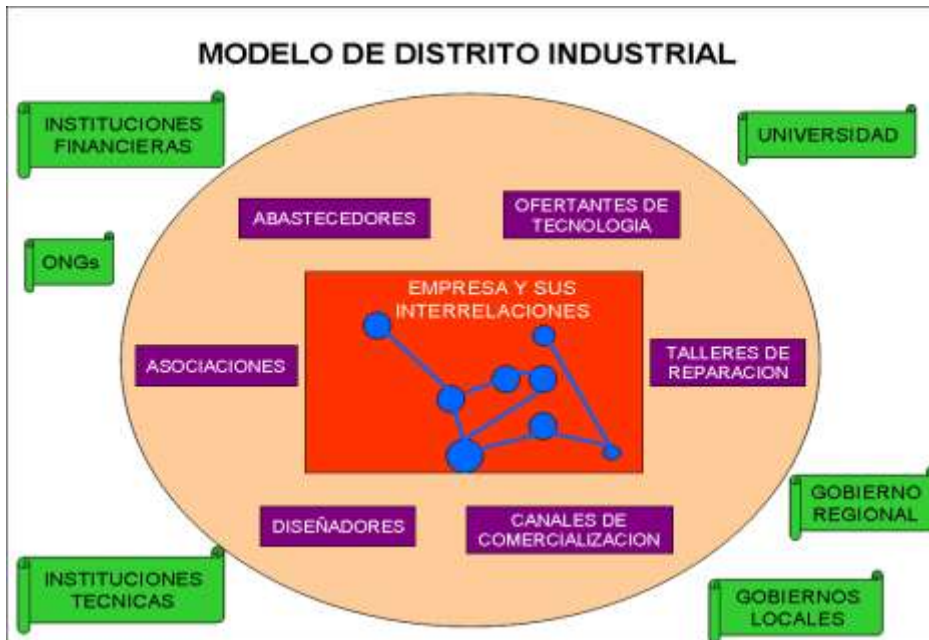 MODELO DE DISTRITO INDUSTRIAL
INSTITUCIONES
FINANCIERAS
UNIVERSIDAD
ABASTECEDORES
OFERTANTES DE
TECNOLOGIA
ONGs
EMPRESA Y SUS
INTERRELACIONES
ASOCIACIONES
TALLERES DE
REPARACION
GOBIERNO
REGIONAL
DISEÑADORES
CANALES DE
COMERCIALIZACION
INSTITUCIONES
TECNICAS
GOBIERNOS
LOCALES